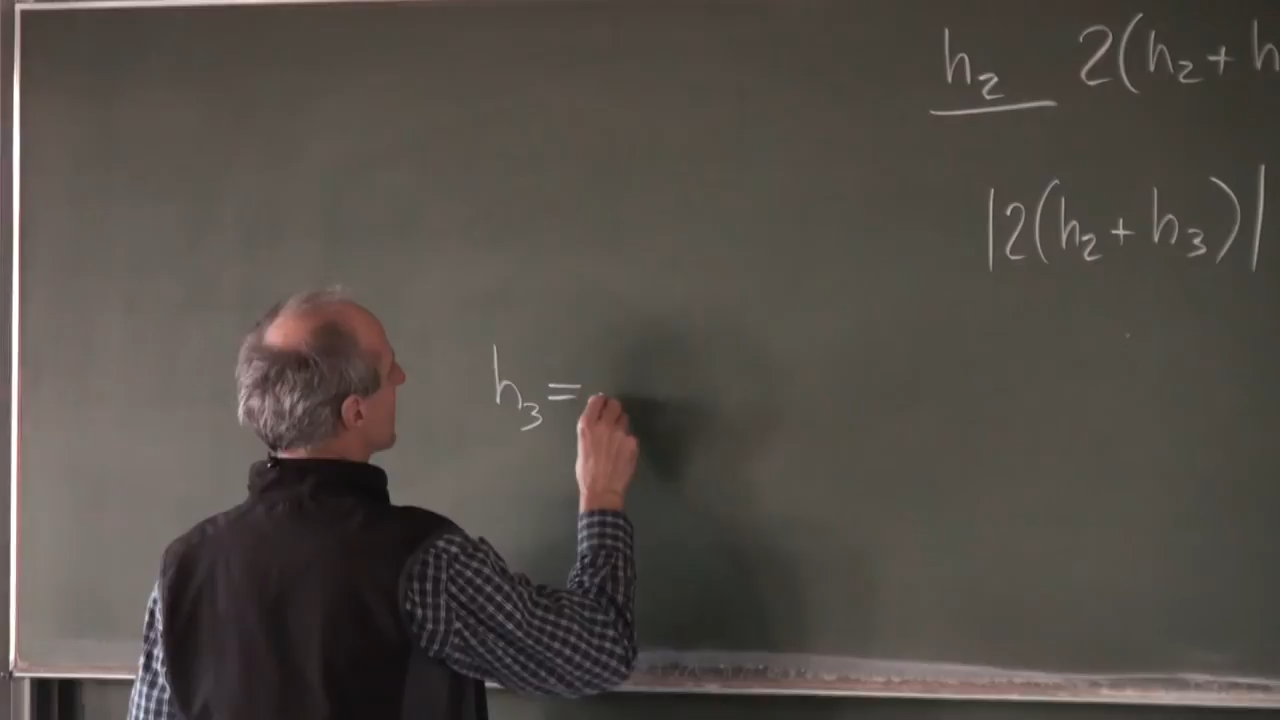 h₂ 2(h₂ + h
|2(h₂ + h₃)|
h₃ =